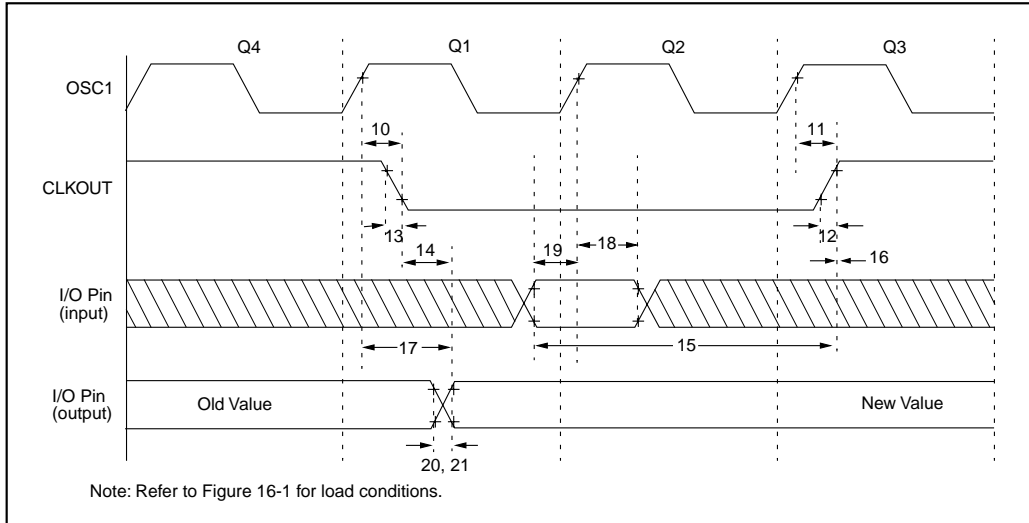 Q4 Q1 Q2 Q3
OSC1
10 11
CLKOUT
13 14 19 18 12 16
I/O Pin
(input)
17 15
I/O Pin
(output)
Old Value New Value
20, 21
Note: Refer to Figure 16-1 for load conditions.